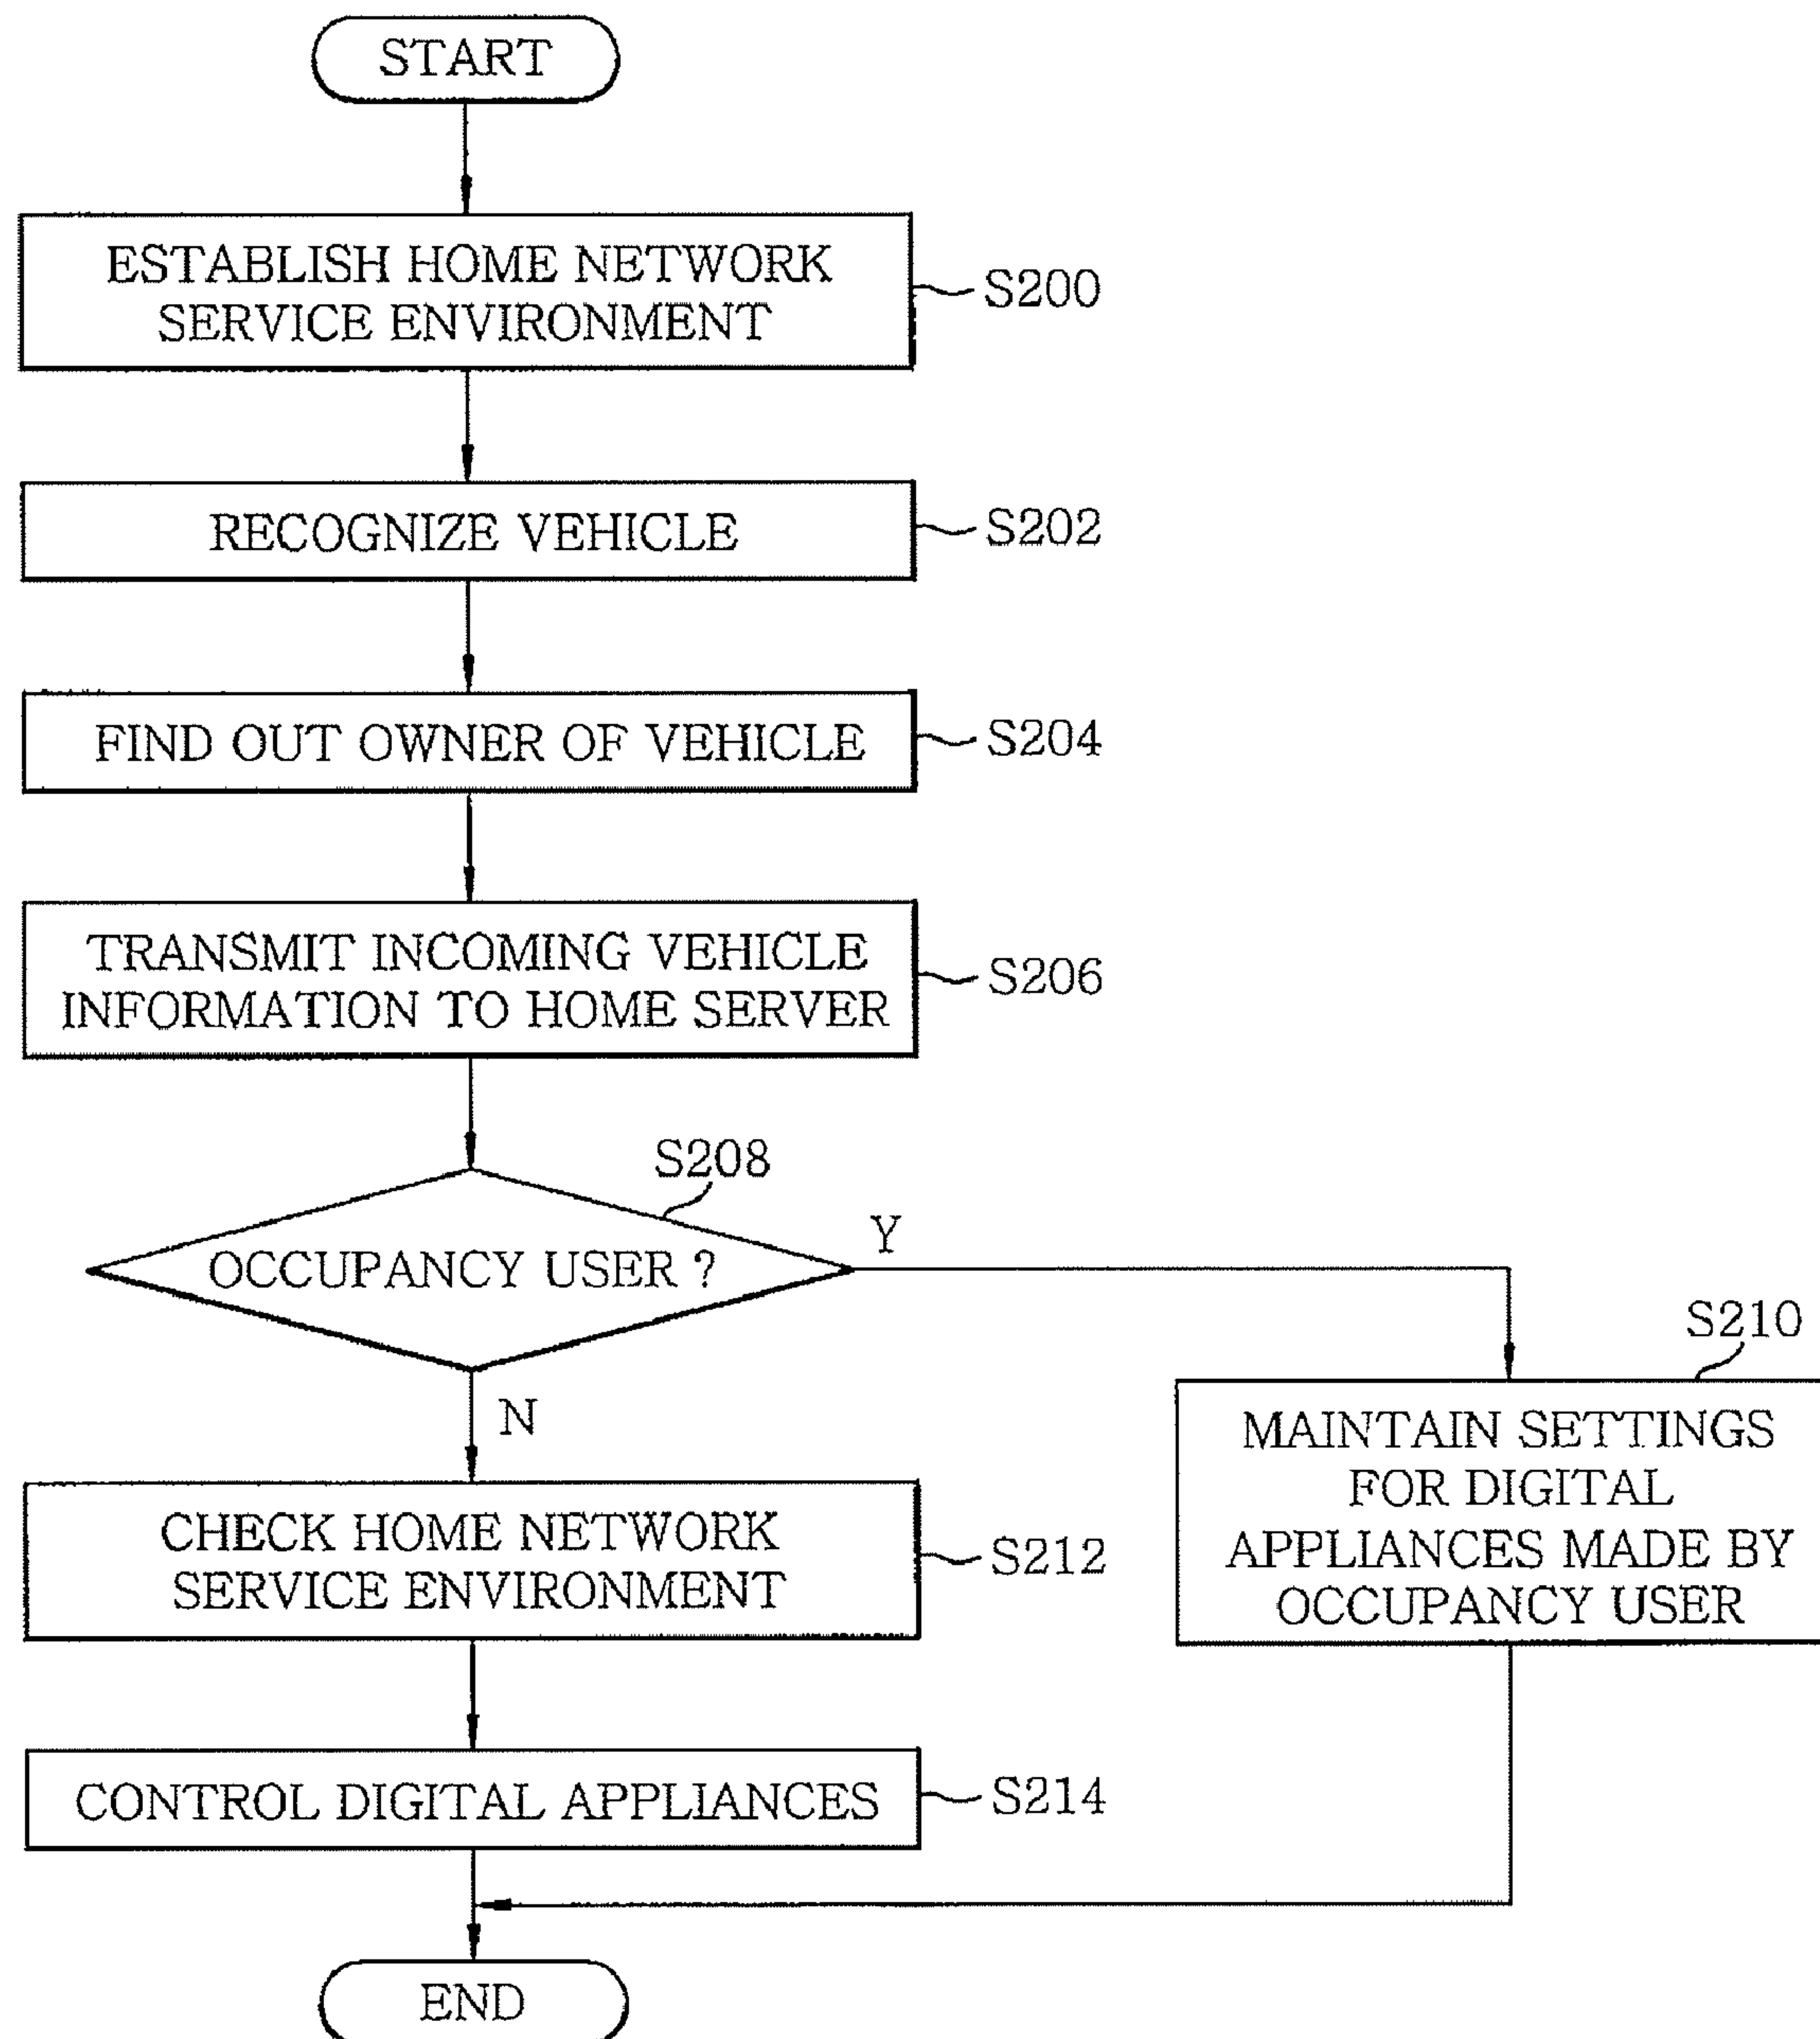 START
ESTABLISH HOME NETWORK
SERVICE ENVIRONMENT
S200
RECOGNIZE VEHICLE
S202
FIND OUT OWNER OF VEHICLE
S204
TRANSMIT INCOMING VEHICLE
INFORMATION TO HOME SERVER
S206
S208
OCCUPANCY USER ?
Y
N
S210
MAINTAIN SETTINGS
FOR DIGITAL
APPLIANCES MADE BY
OCCUPANCY USER
CHECK HOME NETWORK
SERVICE ENVIRONMENT
S212
CONTROL DIGITAL APPLIANCES
S214
END